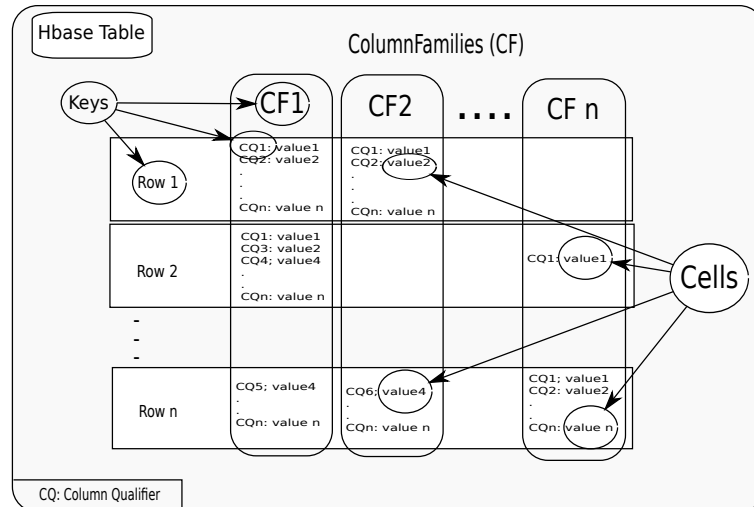 Hbase Table
ColumnFamilies (CF)
Keys
CF1
CF2
....
CF n
Row 1
CQ1: value1
CQ2: value2
.
.
.
CQn: value n
CQ1: value1
CQ2: value2
.
.
.
CQn: value n
Row 2
CQ1: value1
CQ3: value2
CQ4; value4
.
.
CQn: value n
CQ1: value1
Cells
-
-
-
Row n
CQ5; value4
.
.
CQn: value n
CQ6; value4
.
.
CQn: value n
CQ1; value1
CQ2: value2
.
.
CQn: value n
CQ: Column Qualifier